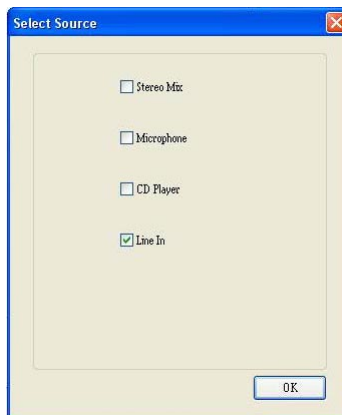 Select Source
Stereo Mix
Microphone
CD Player
Line In
OK